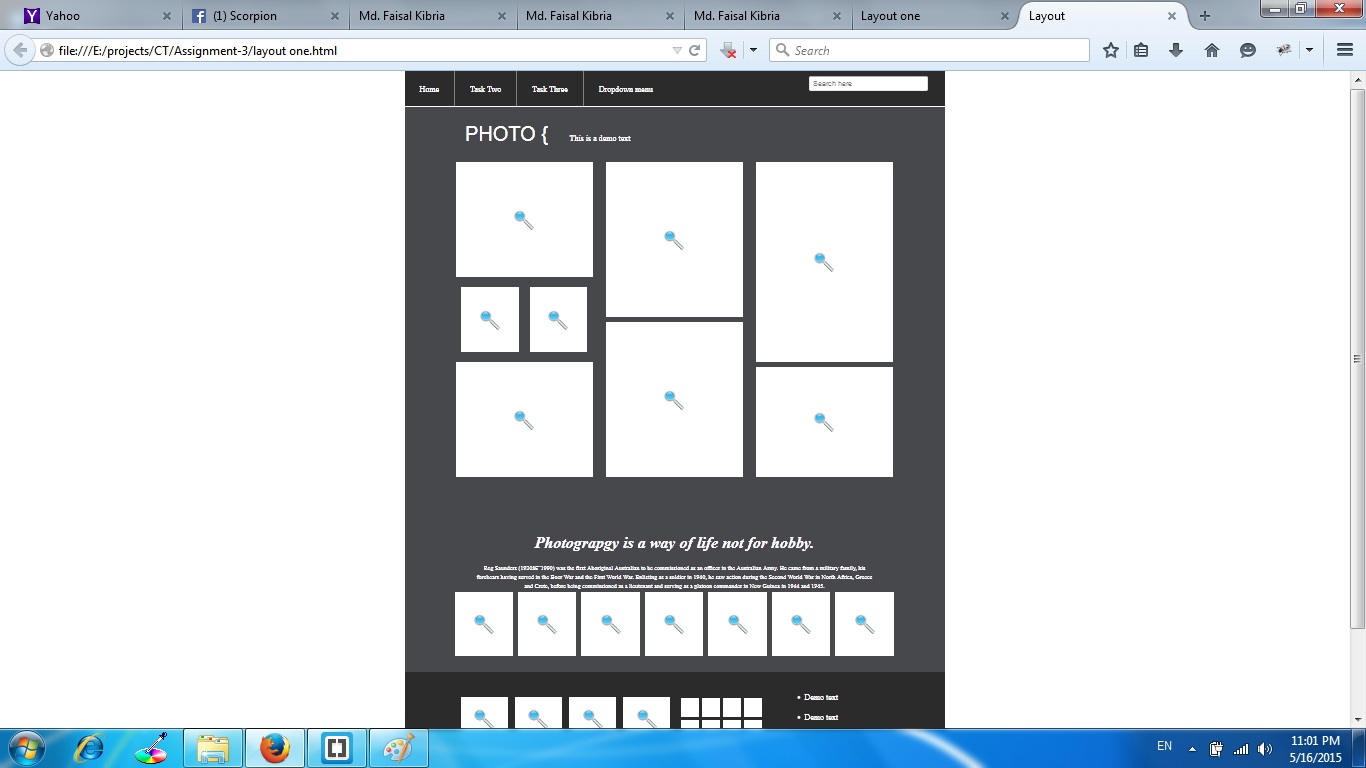 Yahoo
(1) Scorpion
Md. Faisal Kibria
Md. Faisal Kibria
Md. Faisal Kibria
Layout one
Layout
file:///E:/projects/CT/Assignment-3/layout one.html
Search
Home
Task Two
Task Three
Dropdown menu
Search here
PHOTO {
This is a demo text
Photograpgy is a way of life not for hobby.
Reg Saunders (1920–1990) was the first Aboriginal Australian to be commissioned as an officer in the Australian Army. He came from a military family, his
forebears having served in the Boer War and the First World War. Enlisting as a soldier in 1940, he saw action during the Second World War in North Africa, Greece
and Crete, before being commissioned as a lieutenant and serving as a platoon commander in New Guinea in 1944 and 1945.
Demo text
Demo text
EN
11:01 PM
5/16/2015